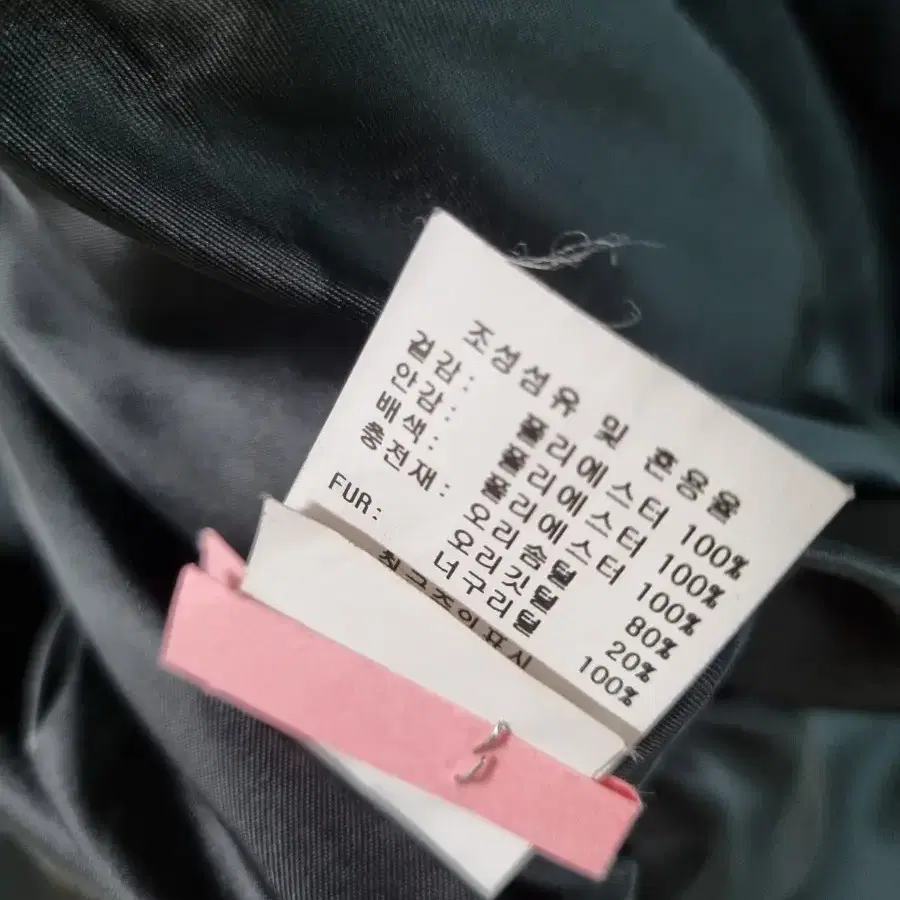 조성섬유 및 혼용율
겉감: 폴리에스터 100%
안감: 폴리에스터 100%
배색: 폴리에스터 100%
충전재: 오리솜털 80%
오리깃털 20%
FUR: 너구리털 100%